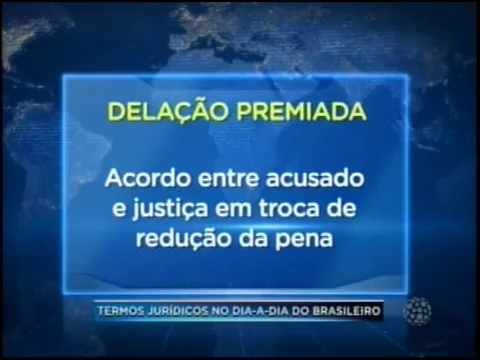 DELAÇÃO PREMIADA
Acordo entre acusado
e justiça em troca de
redução da pena
TERMOS JURÍDICOS NO DIA-A-DIA DO BRASILEIRO